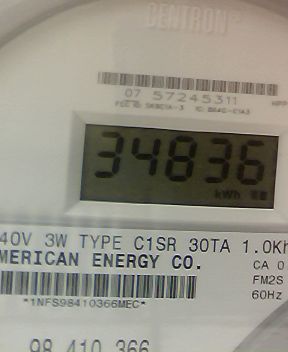 CENTRON
07 57245311
34836
kWh
40V 3W TYPE C1SR 30TA 1.0Kh
MERICAN ENERGY CO.
CA 0
FM2S
*1NFS98410366MEC*
60Hz
98 410 366